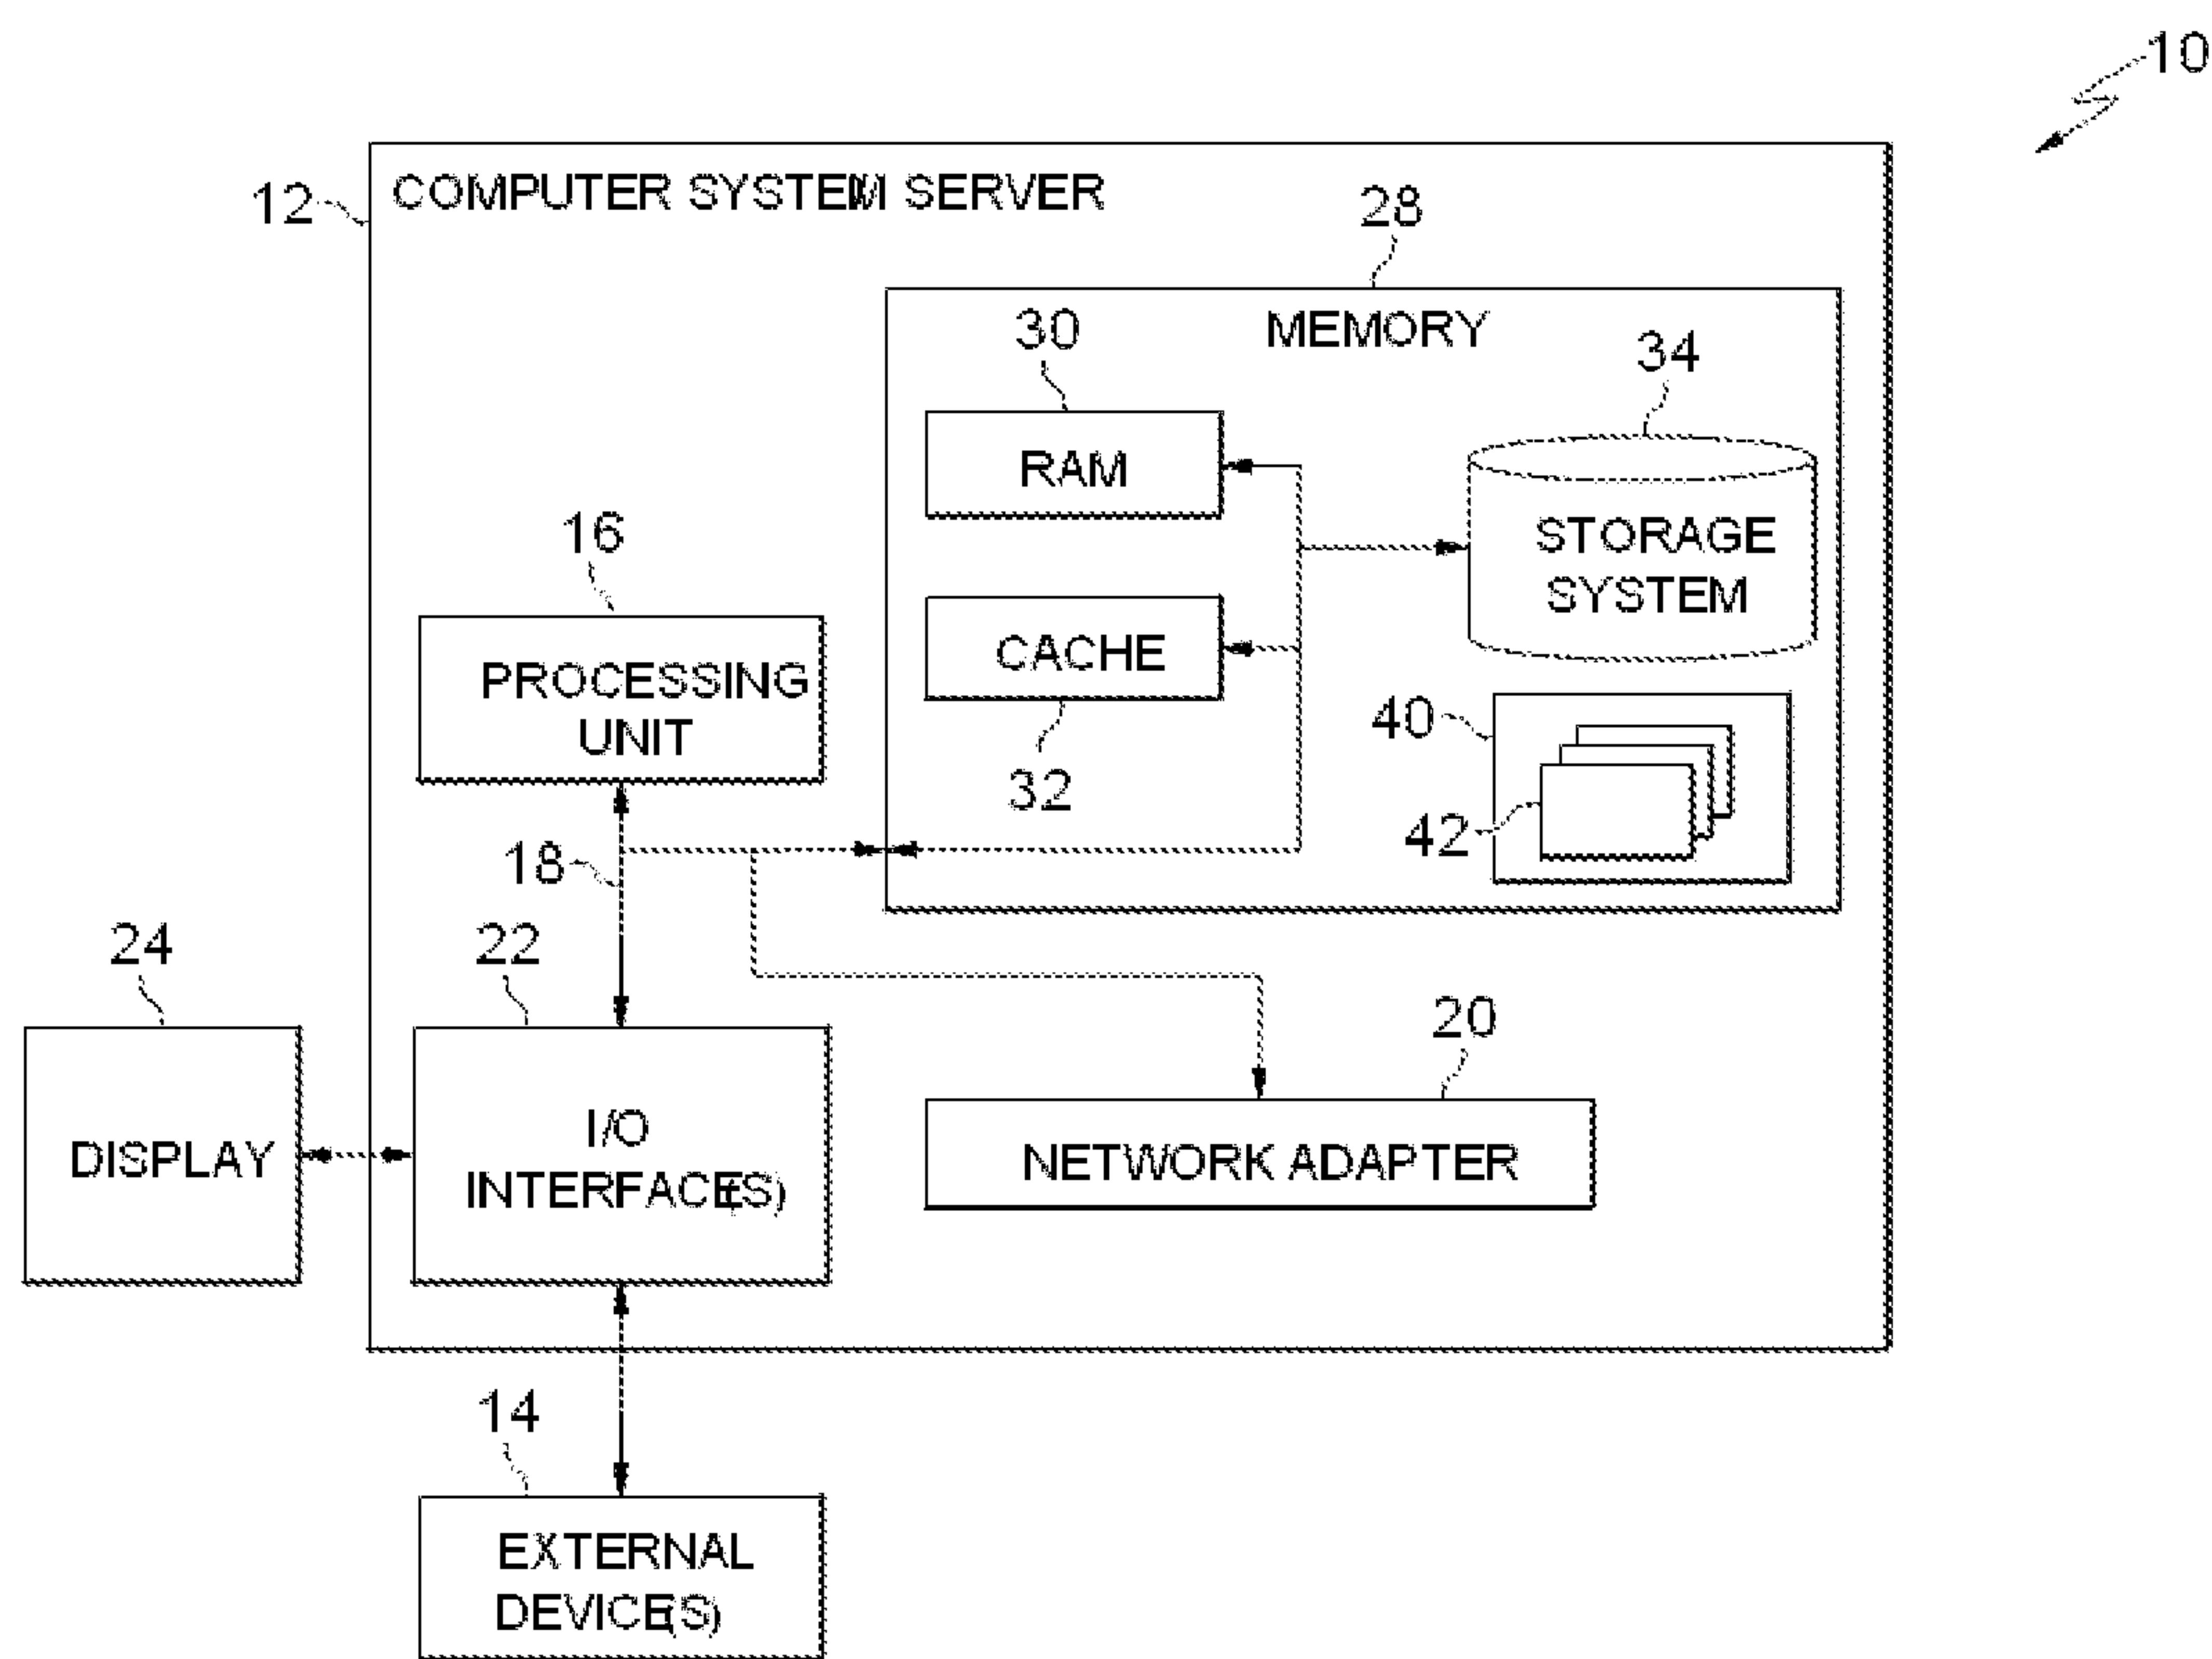 10
12
COMPUTER SYSTEM SERVER
28
MEMORY
30
34
RAM
STORAGE
SYSTEM
16
CACHE
PROCESSING
UNIT
32
40
42
18
24
22
20
DISPLAY
I/O
INTERFACE(S)
NETWORK ADAPTER
14
EXTERNAL
DEVICE(S)